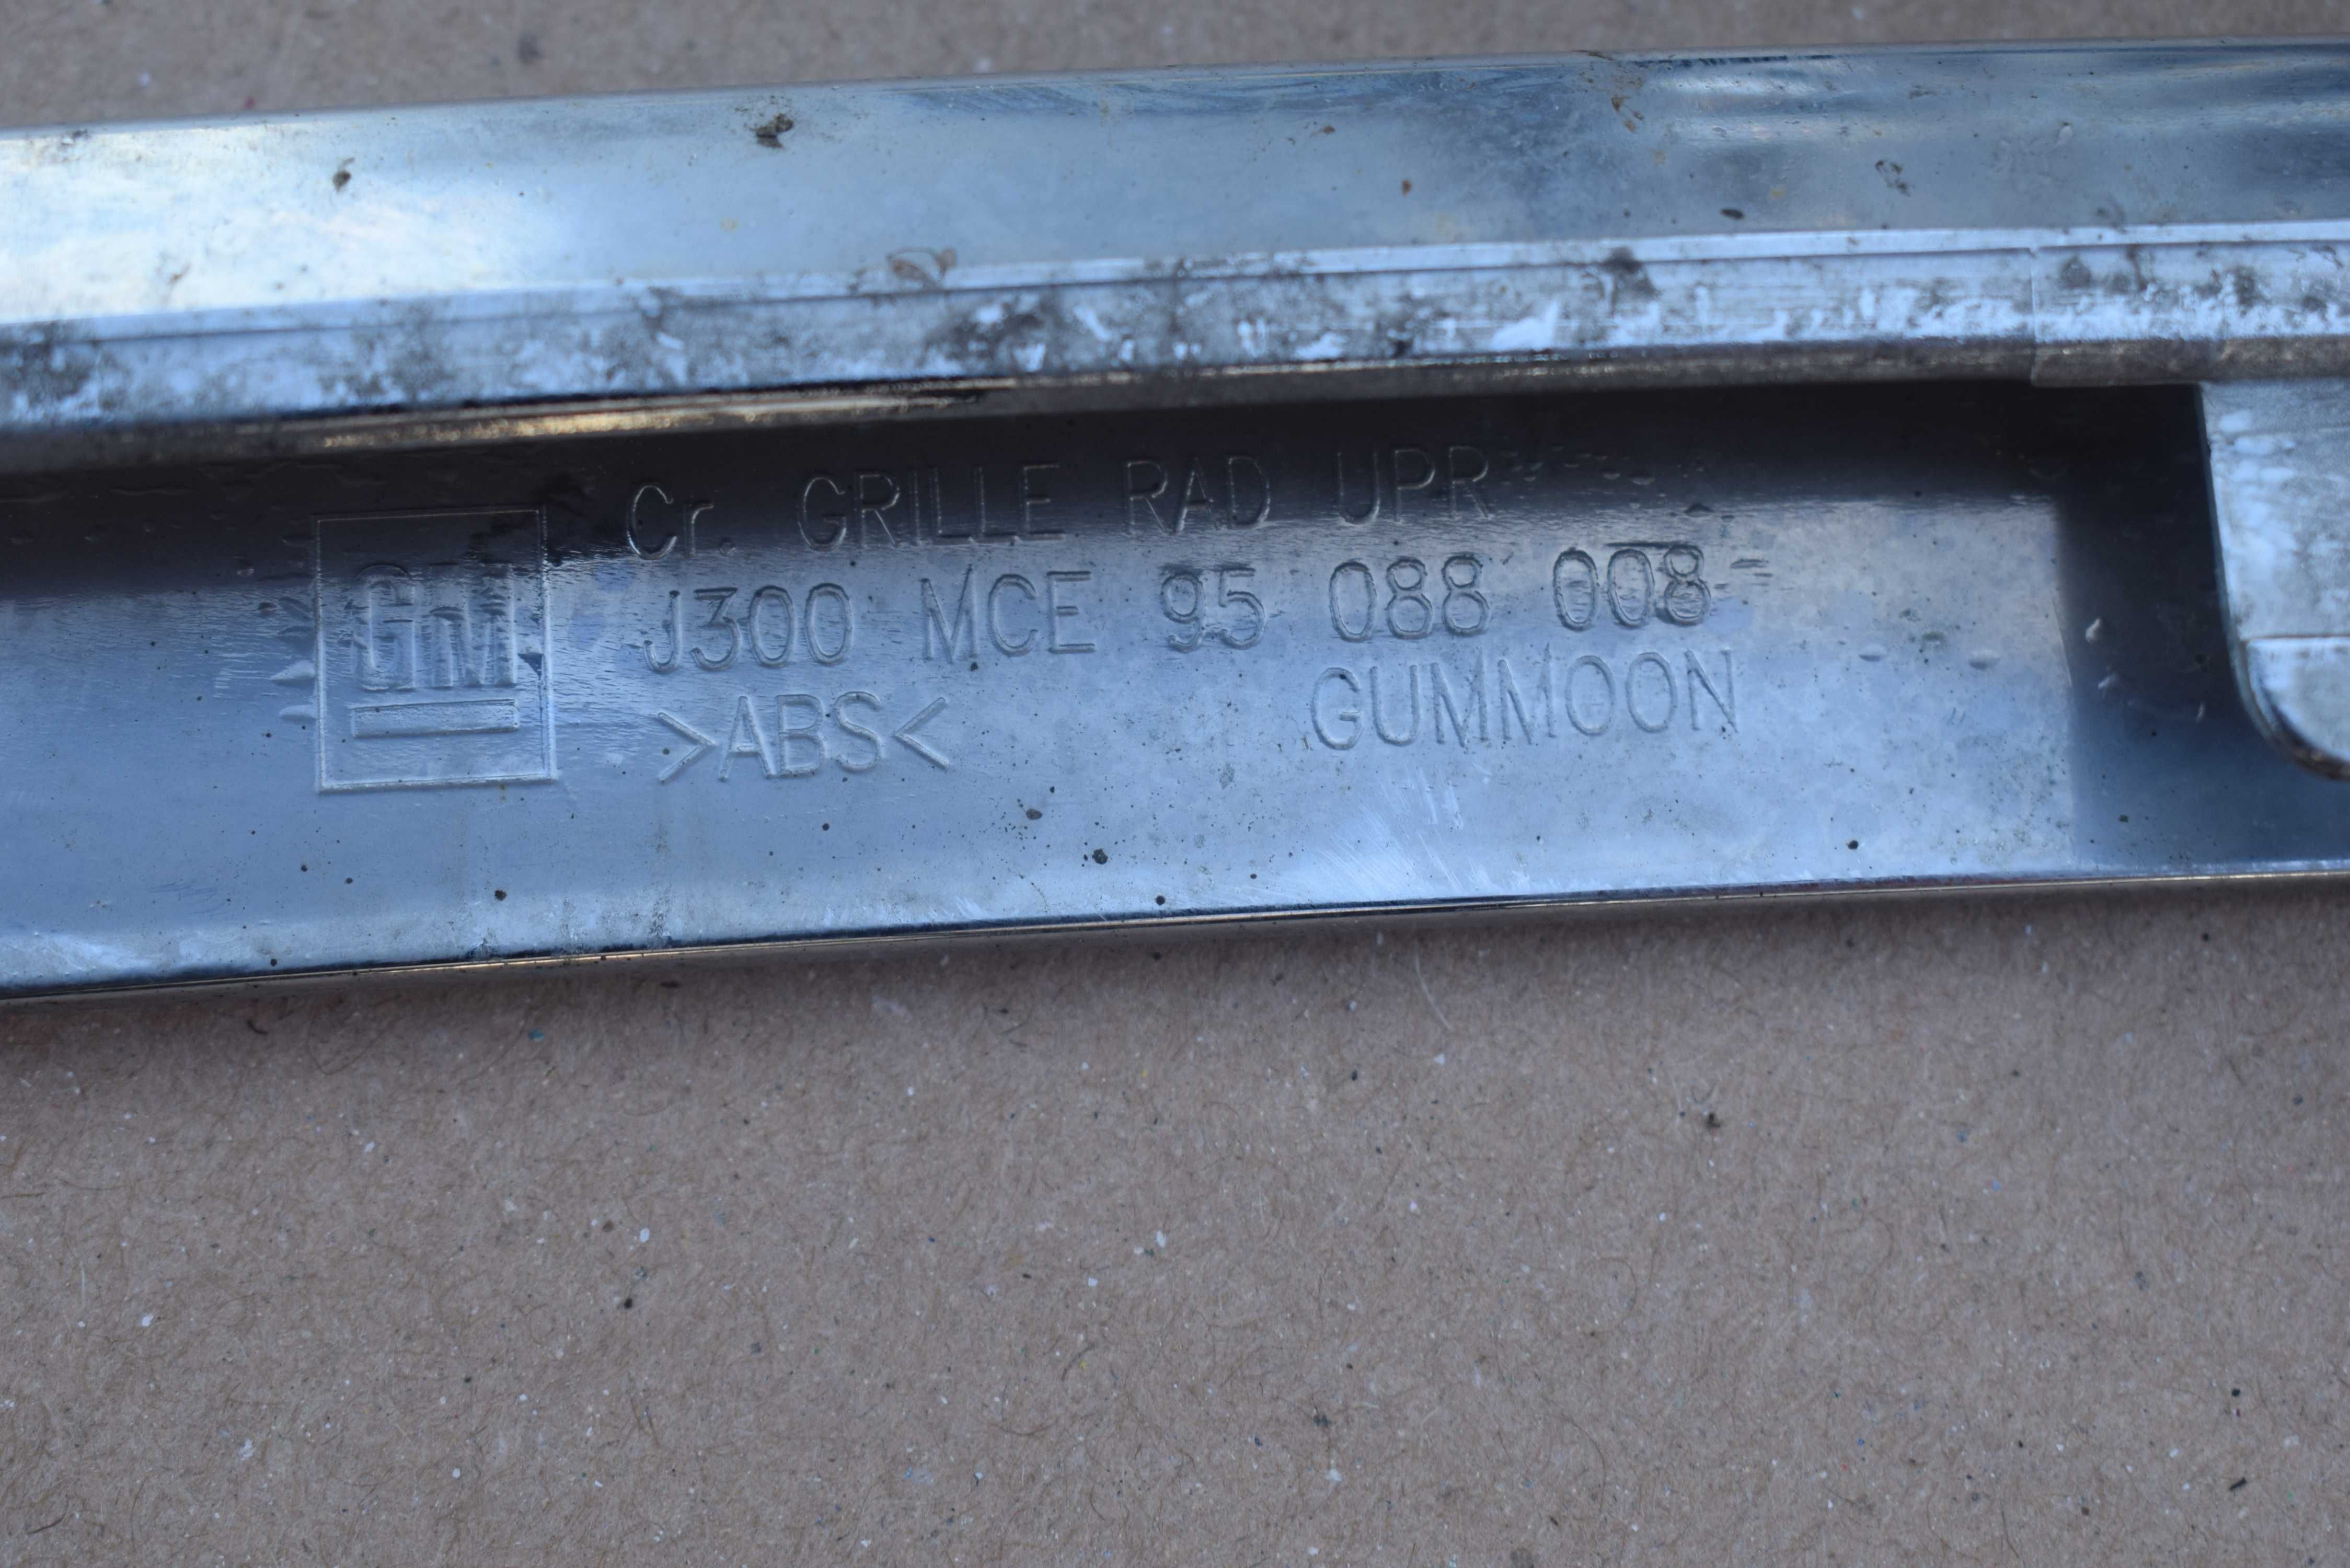 GM
Cr. GRILLE RAD UPR
J300 MCE 95 088 008
>ABS< GUMMOON